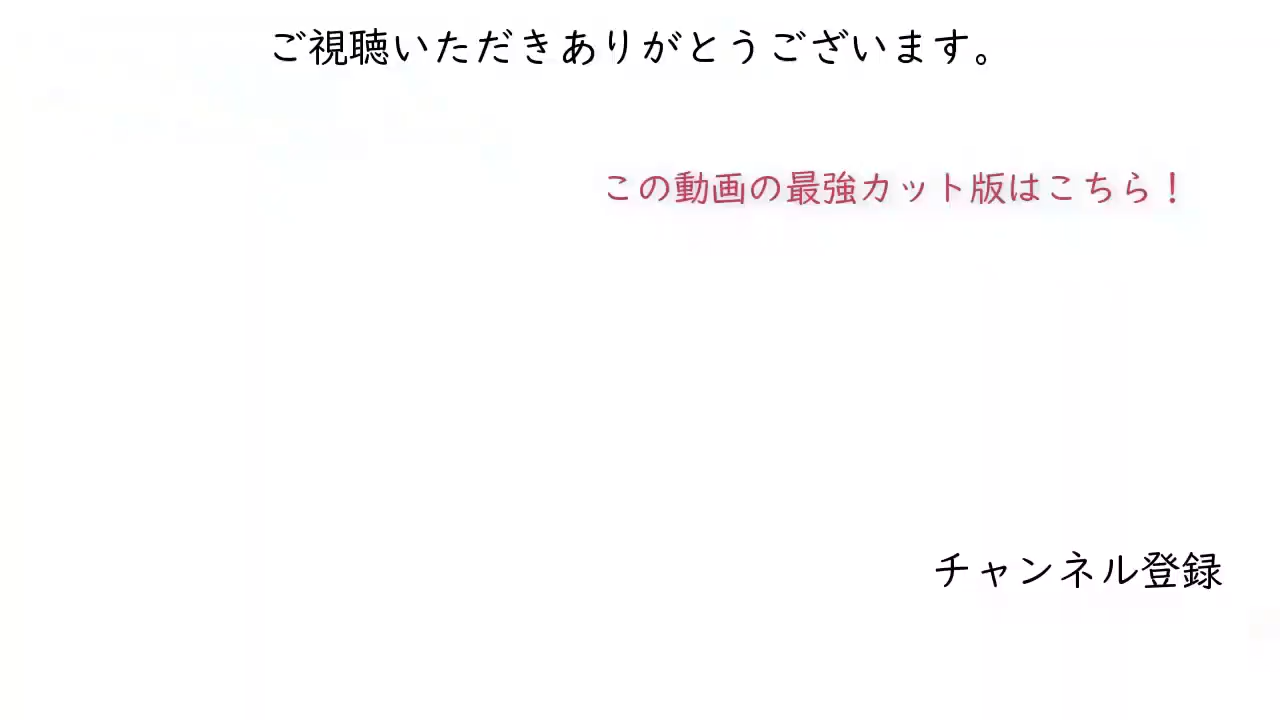 ご視聴いただきありがとうございます。
この動画の最強カット版はこちら！
チャンネル登録